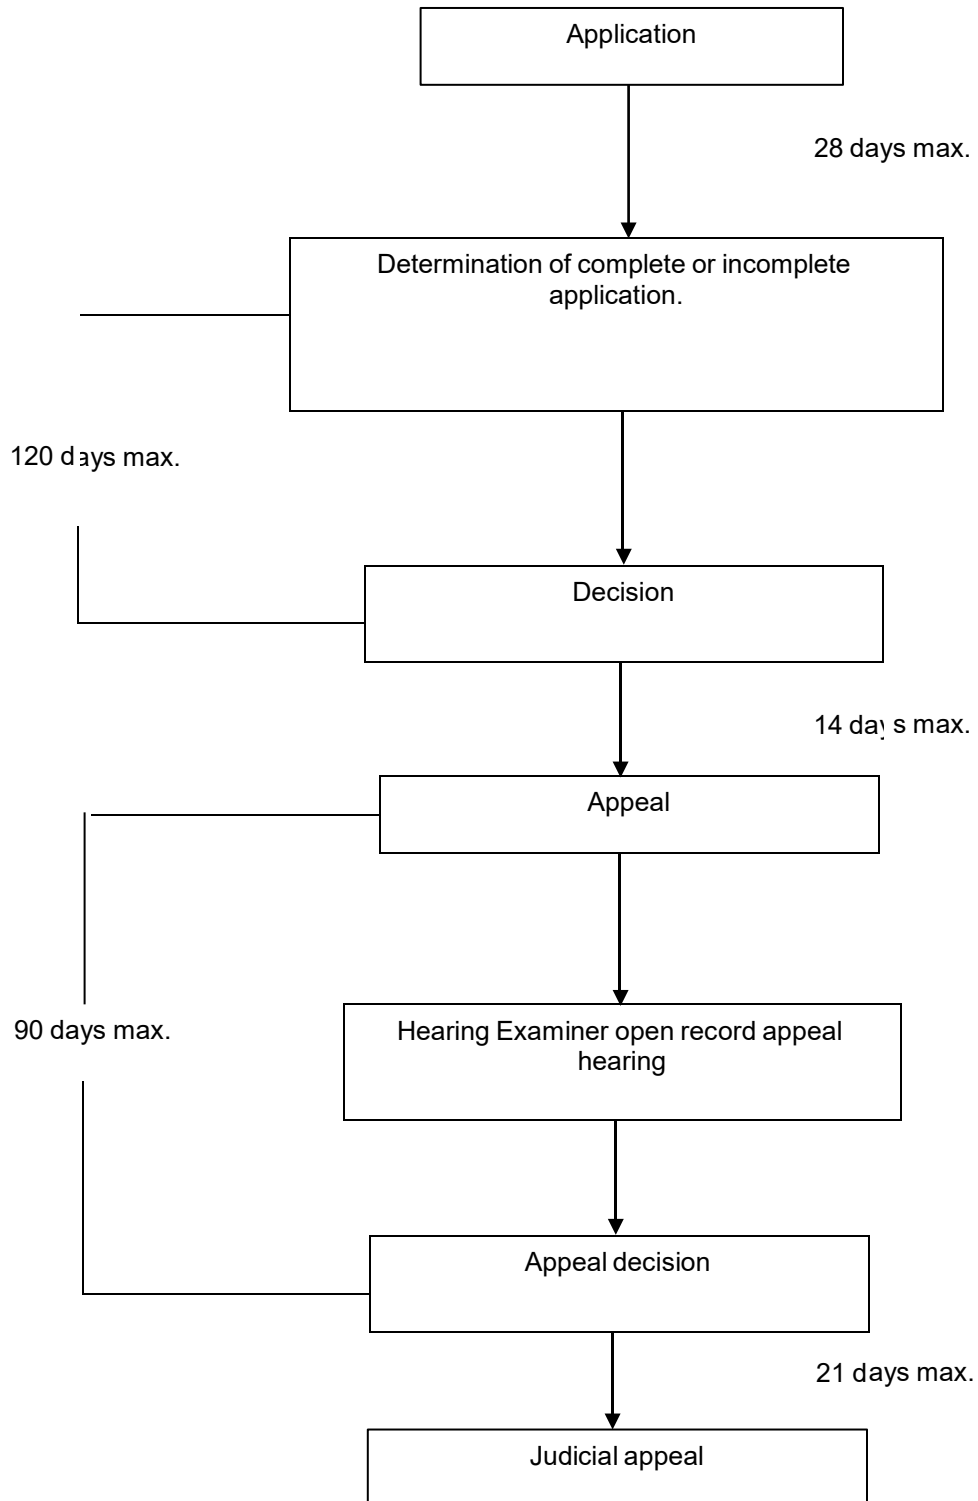 Application
28 days max.
Determination of complete or incomplete
application.
120 days max.
Decision
14 days max.
Appeal
90 days max.
Hearing Examiner open record appeal
hearing
Appeal decision
21 days max.
Judicial appeal